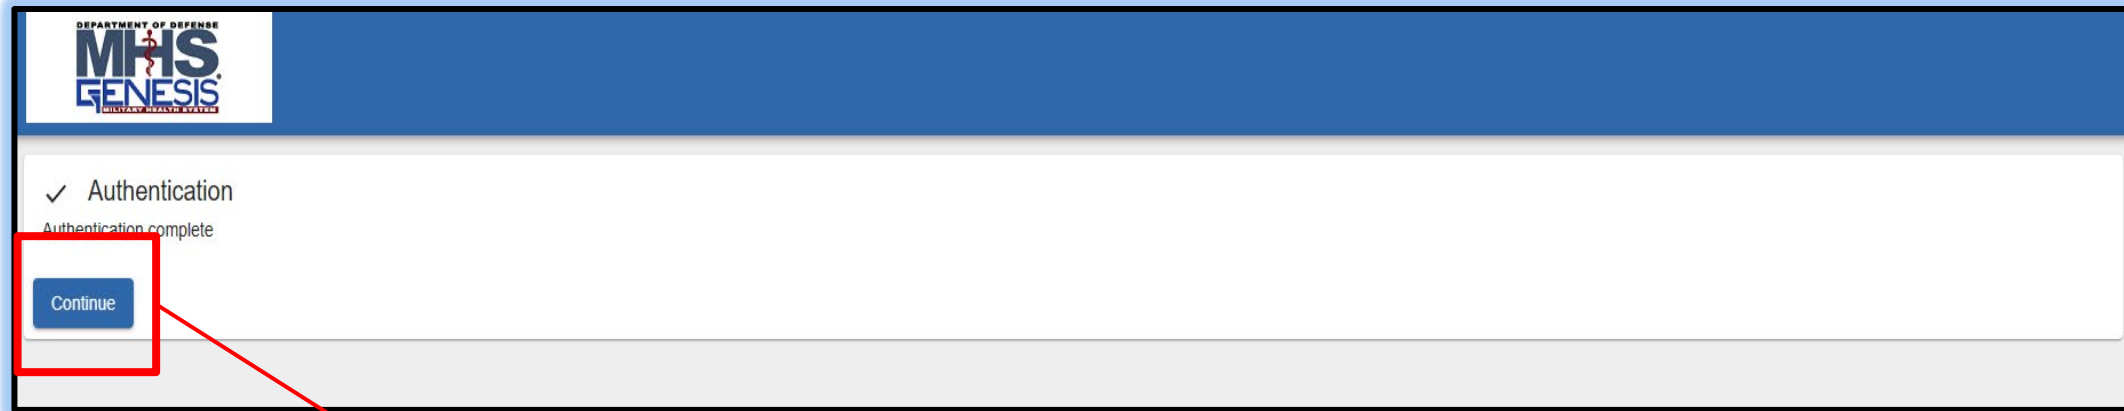 DEPARTMENT OF DEFENSE
MHS
GENESIS
MILITARY HEALTH SYSTEM
Authentication
Authentication complete
Continue